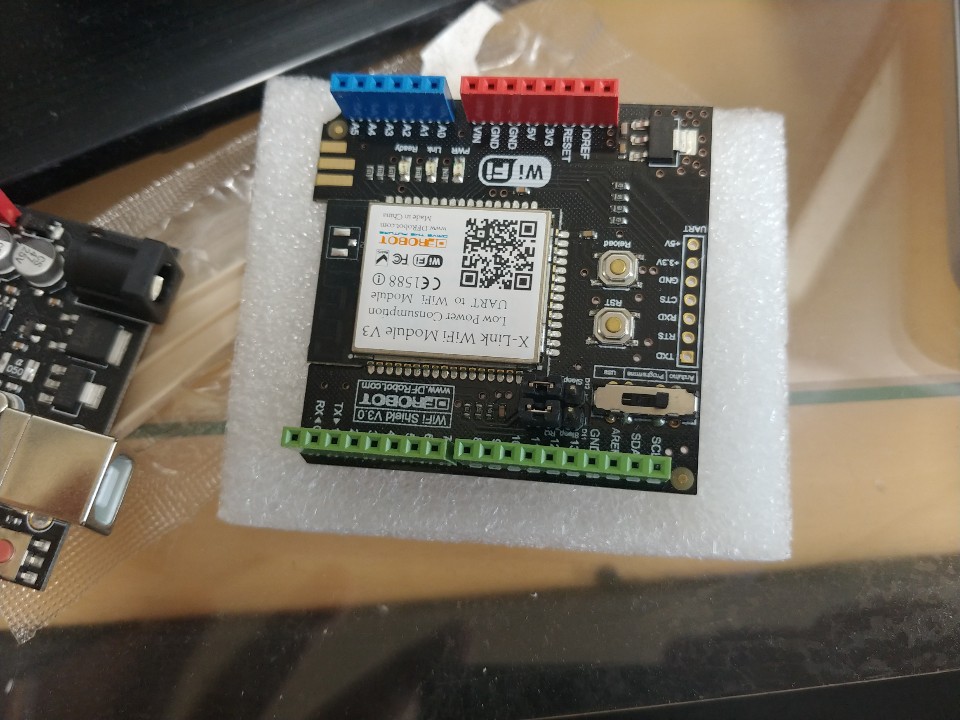 A5
A4
A3
A2
A1
A0
VIN
GND
GND
5V
3V3
RESET
IOREF
Ready
Link
PWR
WiFi
X-Link WiFi Module V3
Low Power Consumption
UART to WiFi Module
CE1588
FC
WiFi
DFROBOT
DRIVE THE FUTURE
www.DFRobot.com
Made in China
Reload
RST
UART
+5V
+3.3V
GND
CTS
RXD
RTS
TXD
USB
Programme
Arduino
Sleep
WiFi Shield V3.0
DFROBOT
www.DFRobot.com
RX
TX
GND
AREF
SDA
SCL